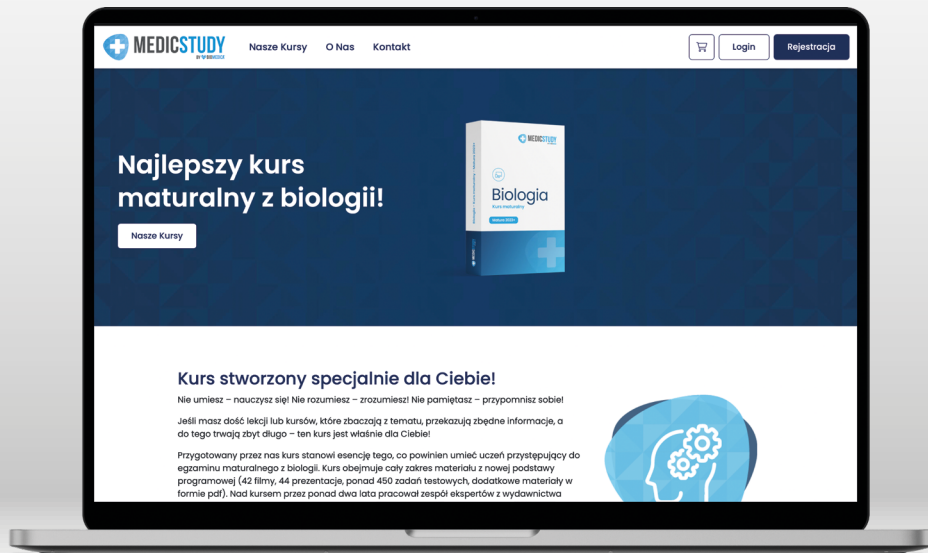 MEDICSTUDY
Nasze Kursy O Nas Kontakt
Login Rejestracja
Najlepszy kurs
maturalny z biologii!
Nasze Kursy
MEDICSTUDY
Biologia
Kurs maturalny
Kurs stworzony specjalnie dla Ciebie!
Nie umiesz – nauczysz się! Nie rozumiesz – zrozumiesz! Nie pamiętasz – przypomnisz sobie!
Jeśli masz dość lekcji lub kursów, które zbaczają z tematu, przekazują zbędne informacje, a
do tego trwają zbyt długo – ten kurs jest właśnie dla Ciebie!
Przygotowany przez nas kurs stanowi esencję tego, co powinien umieć uczeń przystępujący do
egzaminu maturalnego z biologii. Kurs obejmuje cały zakres materiału z nowej podstawy
programowej (42 filmy, 44 prezentacje, ponad 450 zadań testowych, dodatkowe materiały w
formie pdf). Nad kursem przez ponad dwa lata pracował zespół ekspertów z wydawnictwa